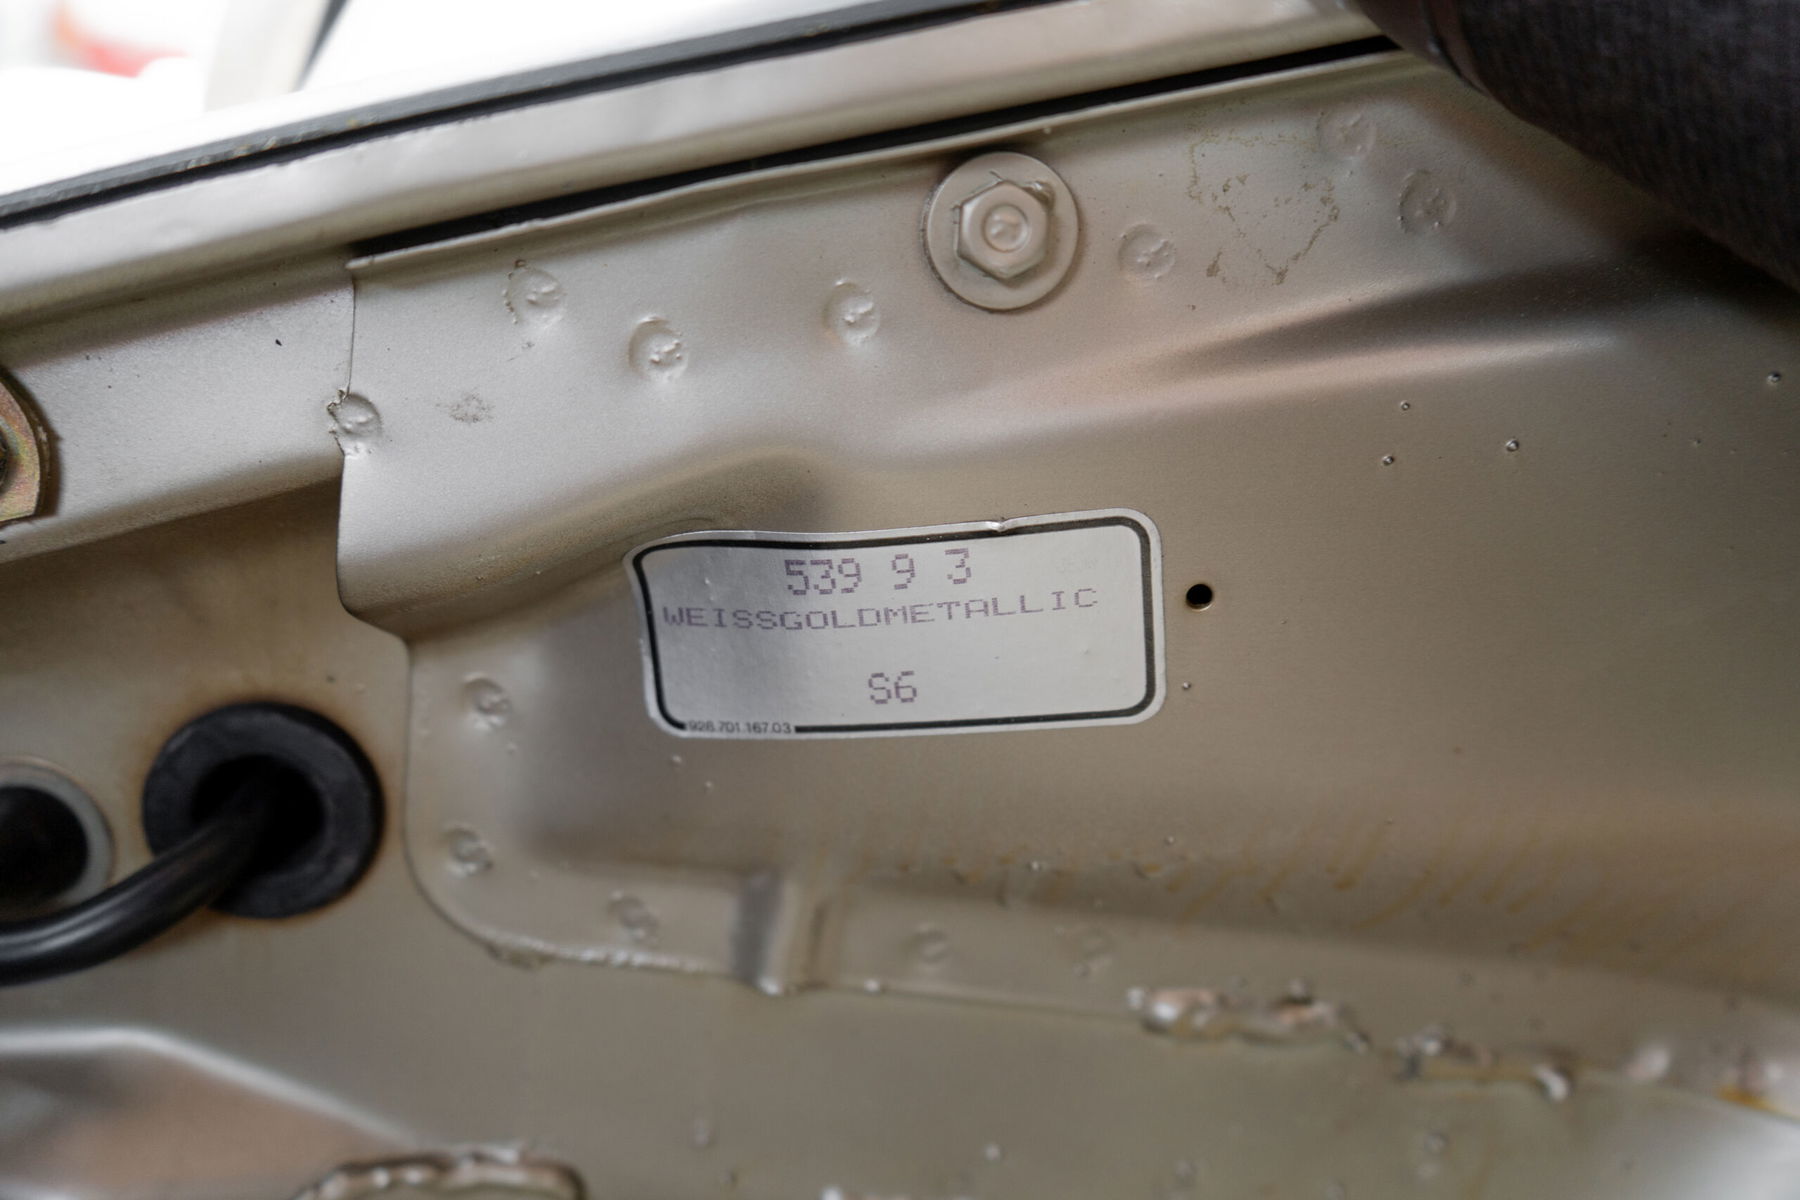 539 9 3
WEISSGOLDMETALLIC
S6
928.701.167.03